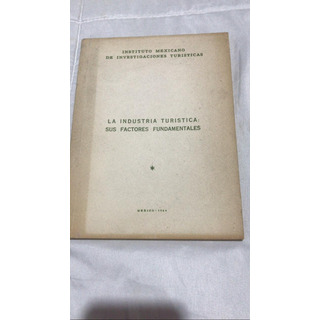 INSTITUTO MEXICANO
DE INVESTIGACIONES TURISTICAS
LA INDUSTRIA TURISTICA:
SUS FACTORES FUNDAMENTALES
MEXICO